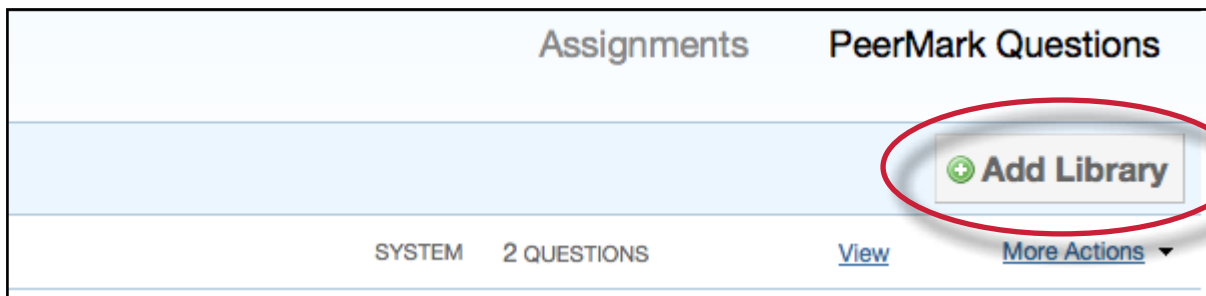 Assignments PeerMark Questions
Add Library
SYSTEM 2 QUESTIONS View More Actions